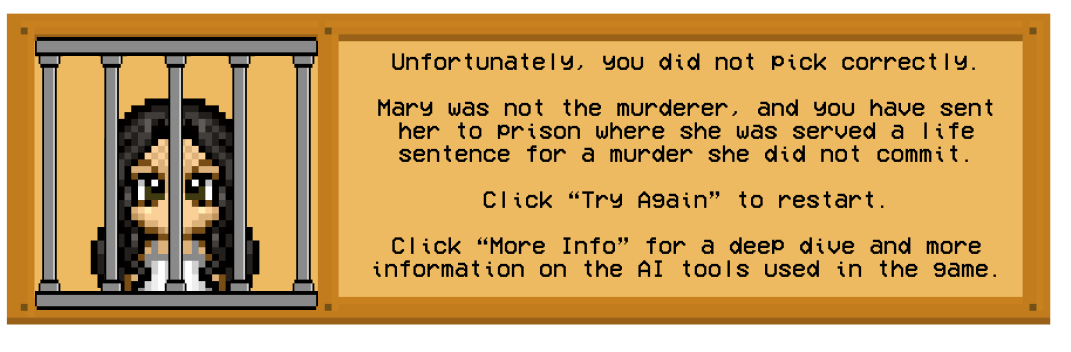 Unfortunately, you did not pick correctly.
Mary was not the murderer, and you have sent
her to prison where she was served a life
sentence for a murder she did not commit.
Click “Try Again” to restart.
Click “More Info” for a deep dive and more
information on the AI tools used in the game.